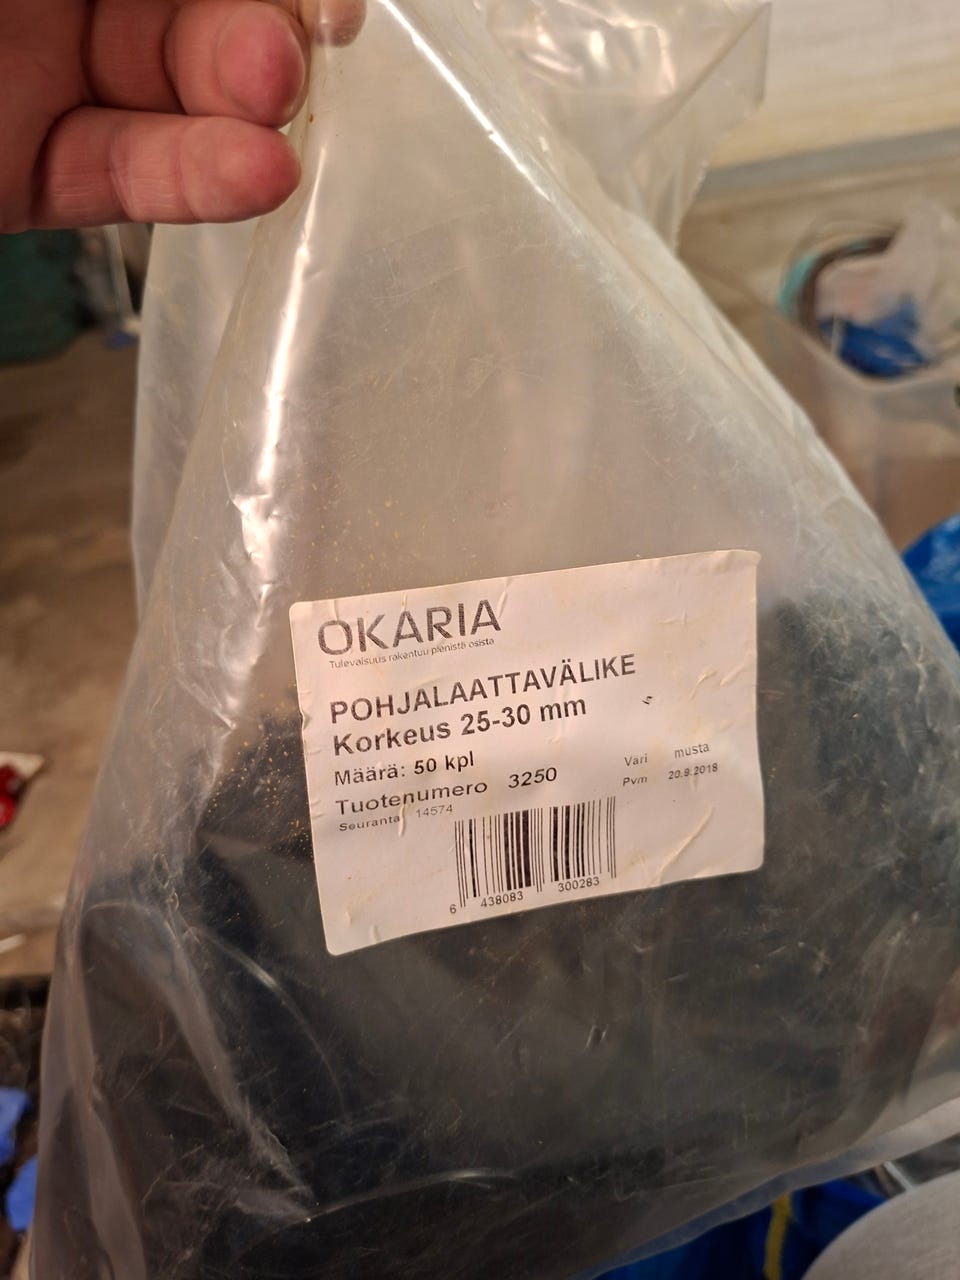 OKARIA
Tulevaisuus rakentuu pienistä osista
POHJALAATTAVÄLIKE
Korkeus 25-30 mm
Määrä: 50 kpl
Tuotenumero 3250
Seuranta 14574
Väri musta
Pvm 20.9.2018
6 438083 300283